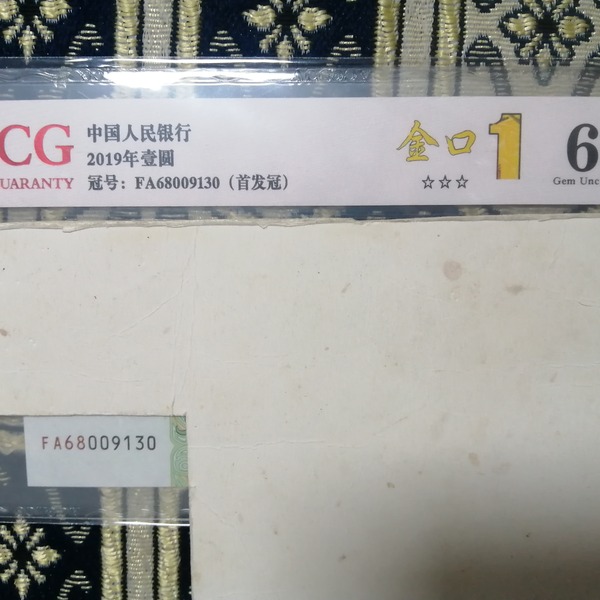 CG
UARANTY
中国人民银行
2019年壹圆
冠号：FA68009130（首发冠）
金口1
☆☆☆
6
Gem Unc
FA68009130